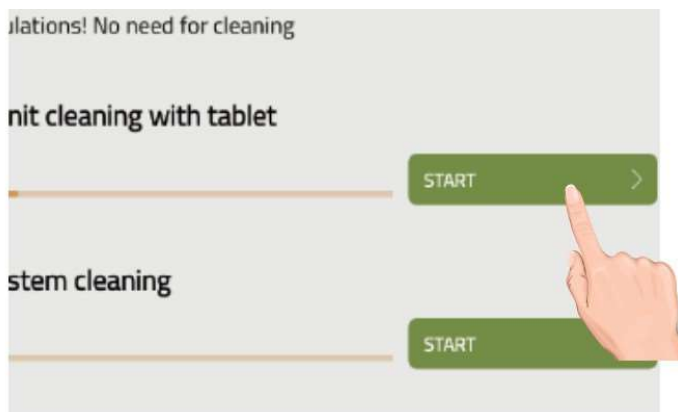 ulations! No need for cleaning
nit cleaning with tablet
START
stem cleaning
START